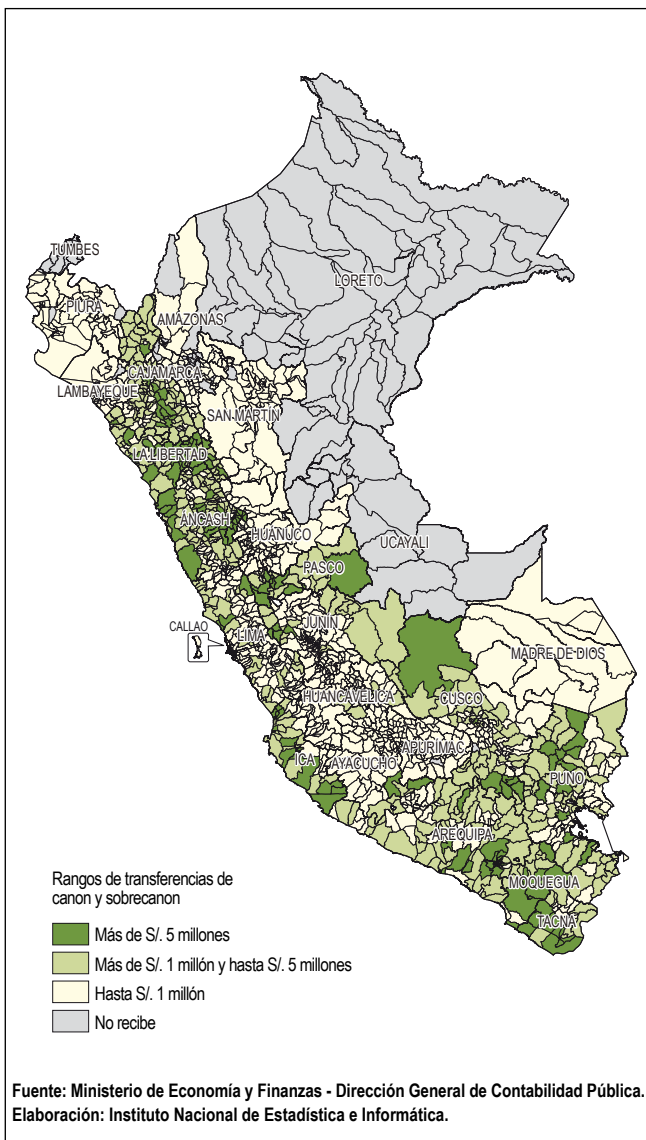 TUMBES
PIURA
LORETO
AMAZONAS
CAJAMARCA
LAMBAYEQUE
SAN MARTÍN
LA LIBERTAD
ÁNCASH
HUÁNUCO
UCAYALI
PASCO
CALLAO
LIMA
JUNÍN
MADRE DE DIOS
HUANCAVELICA
CUSCO
APURÍMAC
ICA
AYACUCHO
PUNO
AREQUIPA
MOQUEGUA
TACNA
Rangos de transferencias de
canon y sobrecanon
Más de S/. 5 millones
Más de S/. 1 millón y hasta S/. 5 millones
Hasta S/. 1 millón
No recibe
Fuente: Ministerio de Economía y Finanzas - Dirección General de Contabilidad Pública.
Elaboración: Instituto Nacional de Estadística e Informática.